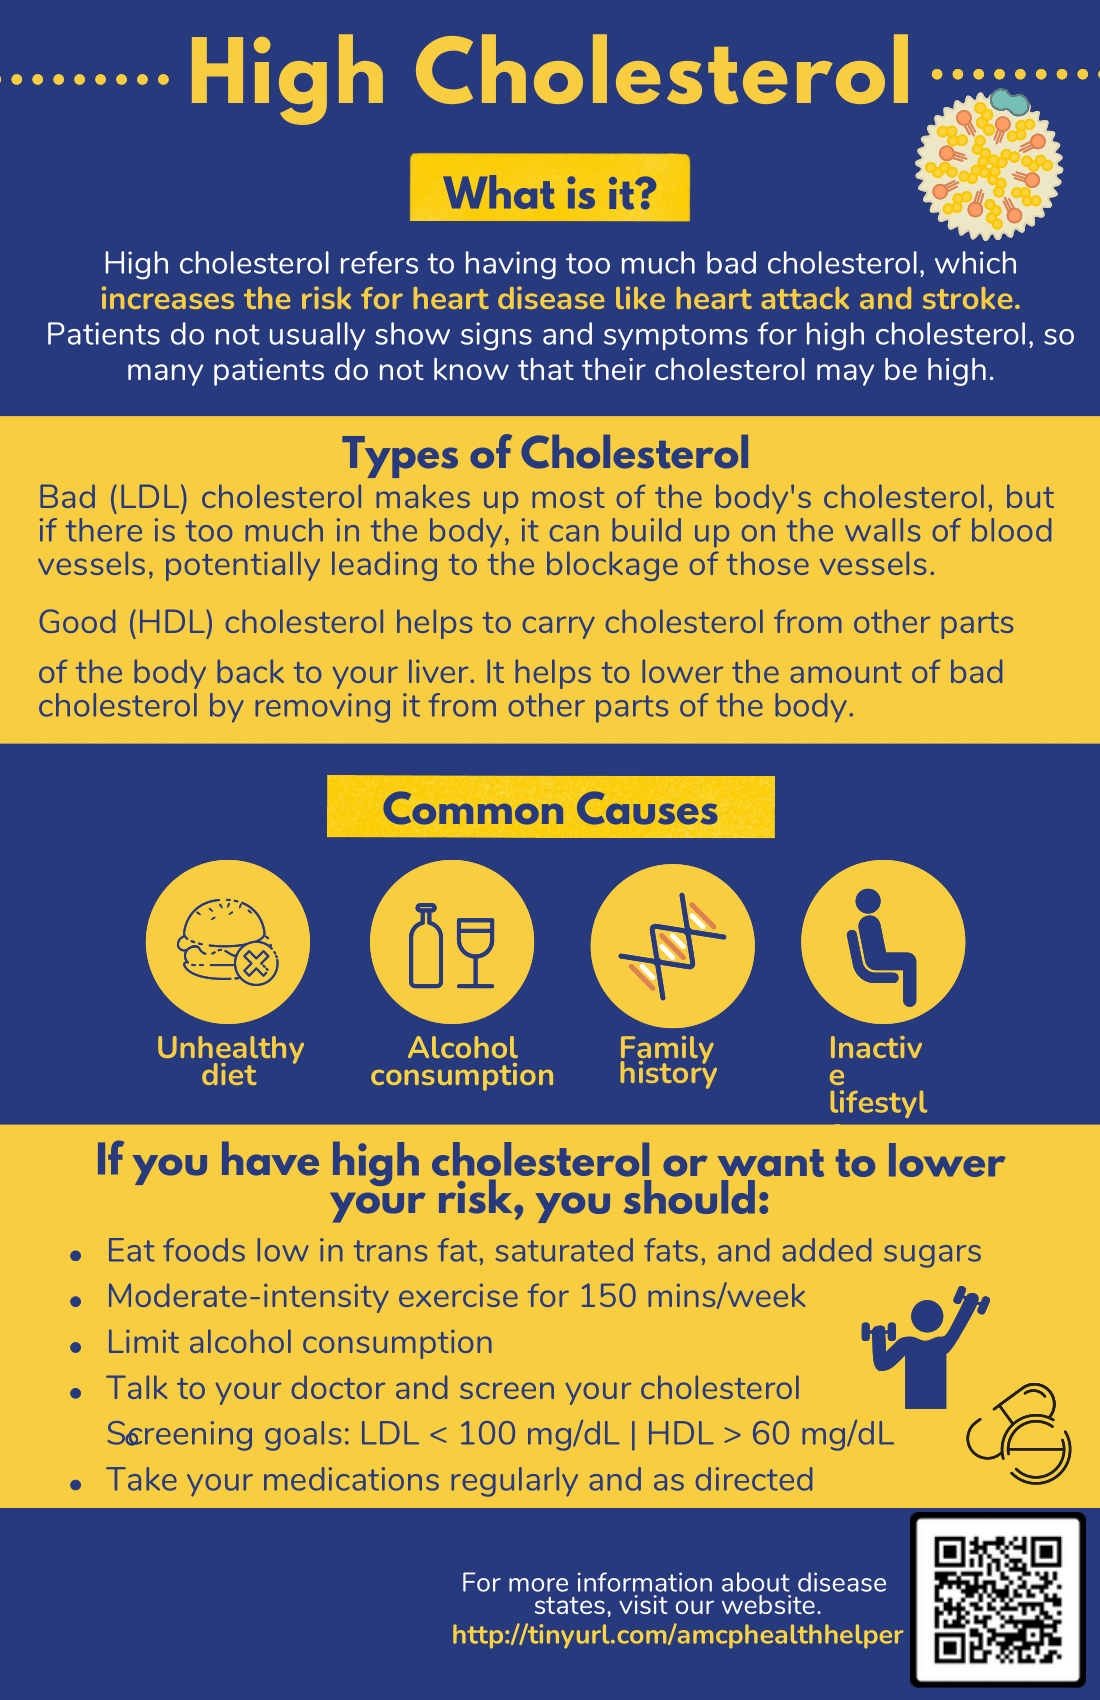 High Cholesterol
What is it?
High cholesterol refers to having too much bad cholesterol, which
increases the risk for heart disease like heart attack and stroke.
Patients do not usually show signs and symptoms for high cholesterol, so
many patients do not know that their cholesterol may be high.
Types of Cholesterol
Bad (LDL) cholesterol makes up most of the body's cholesterol, but
if there is too much in the body, it can build up on the walls of blood
vessels, potentially leading to the blockage of those vessels.
Good (HDL) cholesterol helps to carry cholesterol from other parts
of the body back to your liver. It helps to lower the amount of bad
cholesterol by removing it from other parts of the body.
Common Causes
Unhealthy
diet
Alcohol
consumption
Family
history
Inactiv
e
lifestyl
If you have high cholesterol or want to lower
your risk, you should:
• Eat foods low in trans fat, saturated fats, and added sugars
• Moderate-intensity exercise for 150 mins/week
• Limit alcohol consumption
• Talk to your doctor and screen your cholesterol
Screening goals: LDL < 100 mg/dL | HDL > 60 mg/dL
• Take your medications regularly and as directed
For more information about disease
states, visit our website.
http://tinyurl.com/amcphealthhelper